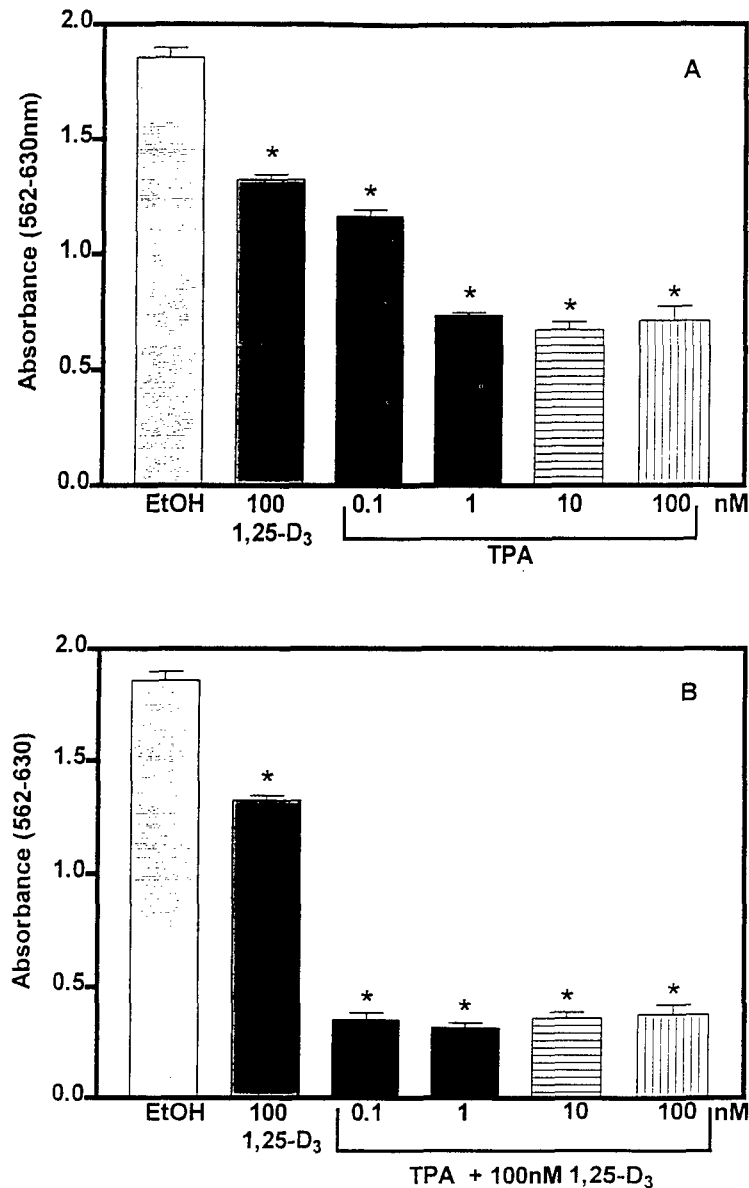 2.0
A
1.5
Absorbance (562-630nm)
* * * * *
1.0
0.5
0.0
EtOH 100 0.1 1 10 100 nM
1,25-D₃
TPA
2.0
B
1.5
Absorbance (562-630)
* * * * *
1.0
0.5
0.0
EtOH 100 0.1 1 10 100 nM
1,25-D₃
TPA + 100nM 1,25-D₃